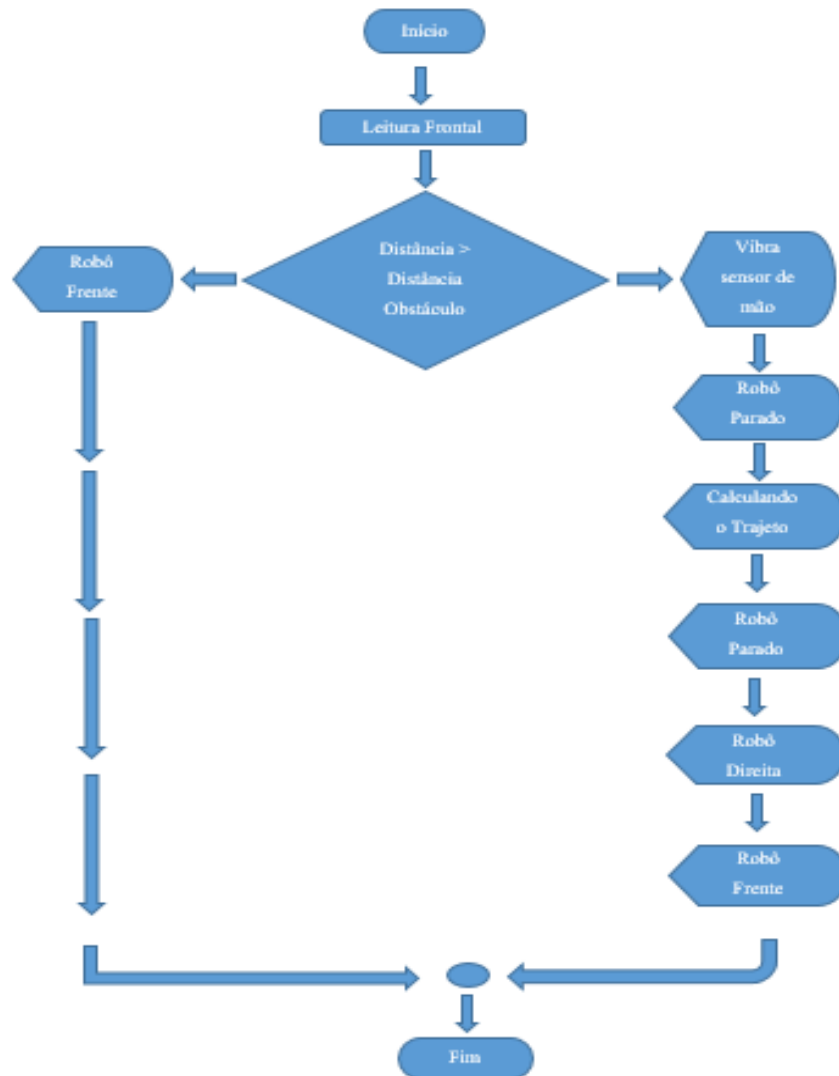 Início
Leitura Frontal
Distância >
Distância
Obstáculo
Robô
Frente
Vibra
sensor de
mão
Robô
Parado
Calculando
o Trajeto
Robô
Parado
Robô
Direita
Robô
Frente
Fim